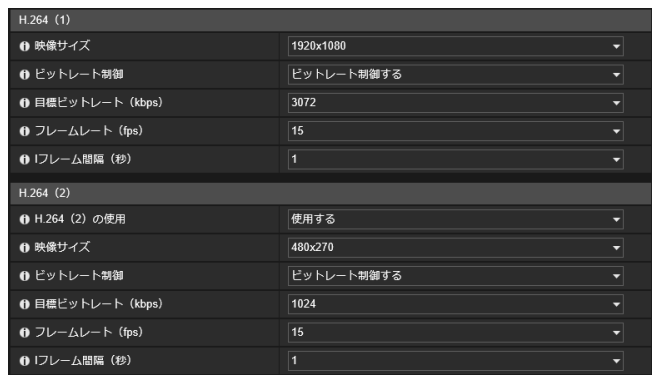 H.264（1）
映像サイズ 1920x1080
ビットレート制御 ビットレート制御する
目標ビットレート（kbps） 3072
フレームレート（fps） 15
Iフレーム間隔（秒） 1
H.264（2）
H.264（2）の使用 使用する
映像サイズ 480x270
ビットレート制御 ビットレート制御する
目標ビットレート（kbps） 1024
フレームレート（fps） 15
Iフレーム間隔（秒） 1